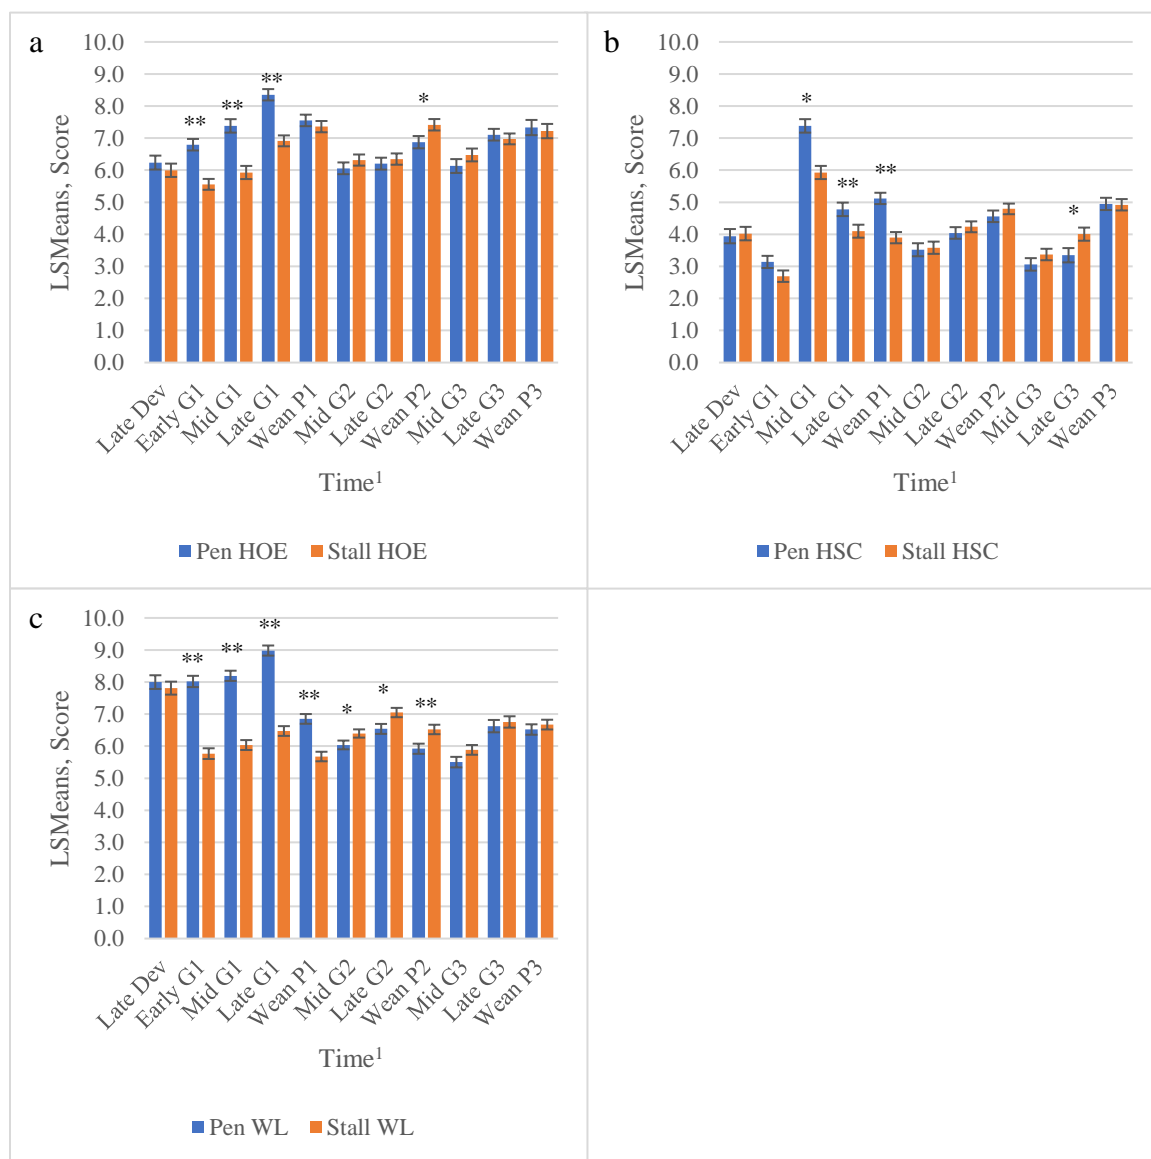 a
10.0
9.0
8.0
7.0
6.0
5.0
4.0
3.0
2.0
1.0
0.0
LSMeans, Score
** ** ** *
Late Dev Early G1 Mid G1 Late G1 Wean P1 Mid G2 Late G2 Wean P2 Mid G3 Late G3 Wean P3
Time¹
Pen HOE Stall HOE
b
10.0
9.0
8.0
7.0
6.0
5.0
4.0
3.0
2.0
1.0
0.0
LSMeans, Score
* ** ** *
Late Dev Early G1 Mid G1 Late G1 Wean P1 Mid G2 Late G2 Wean P2 Mid G3 Late G3 Wean P3
Time¹
Pen HSC Stall HSC
c
10.0
9.0
8.0
7.0
6.0
5.0
4.0
3.0
2.0
1.0
0.0
LSMeans, Score
** ** ** ** * * **
Late Dev Early G1 Mid G1 Late G1 Wean P1 Mid G2 Late G2 Wean P2 Mid G3 Late G3 Wean P3
Time¹
Pen WL Stall WL